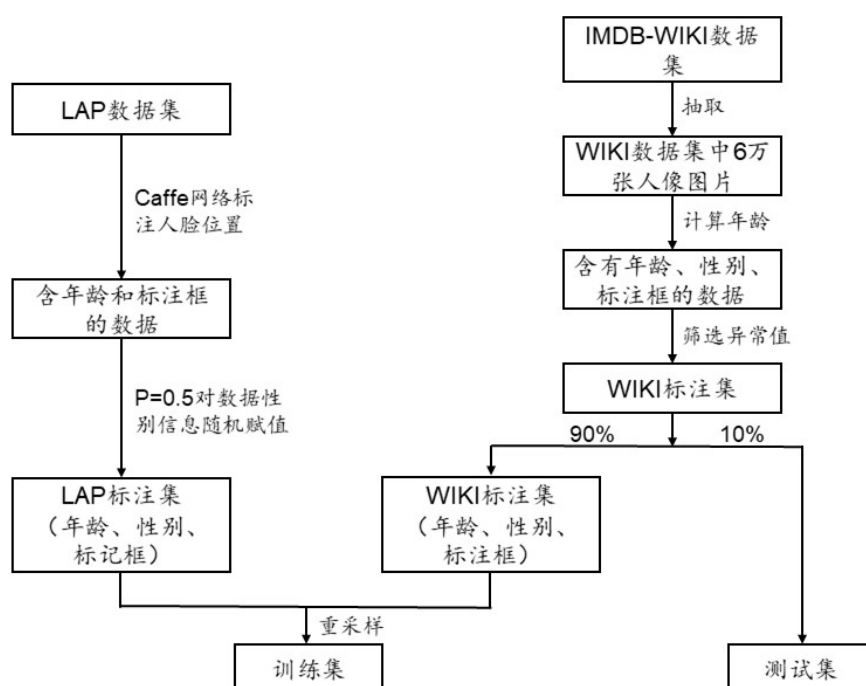 IMDB-WIKI数据
集
LAP数据集
抽取
WIKI数据集中6万
张人像图片
Caffe网络标
注人脸位置
计算年龄
含有年龄、性别、
标注框的数据
含年龄和标注框
的数据
筛选异常值
WIKI标注集
P=0.5对数据性
别信息随机赋值
90%
10%
LAP标注集
（年龄、性别、
标记框）
WIKI标注集
（年龄、性别、
标注框）
重采样
训练集
测试集